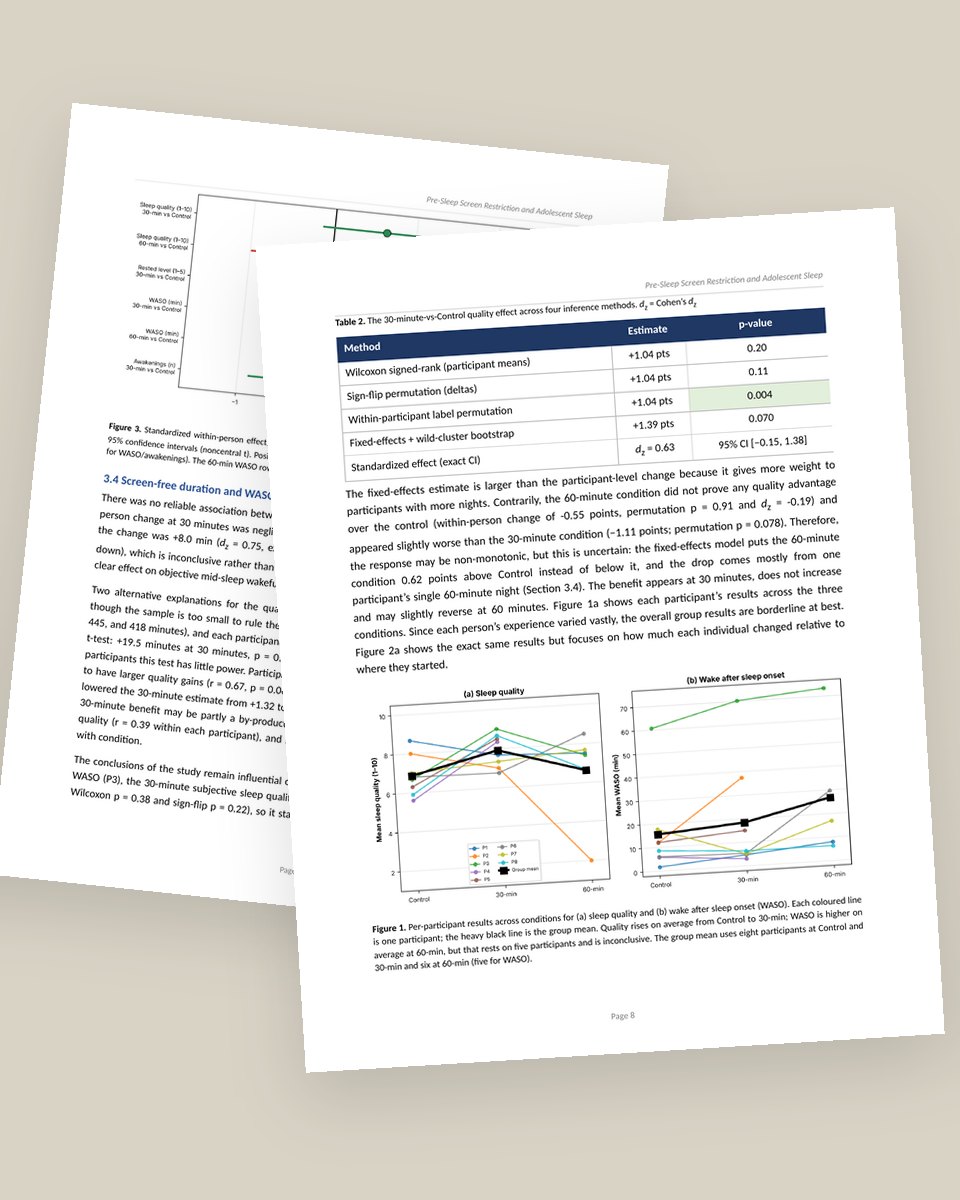 Pre-Sleep Screen Restriction and Adolescent Sleep
Sleep quality (1–10)
30-min vs Control
Sleep quality (1–10)
60-min vs Control
Rested level (1–5)
30-min vs Control
WASO (min)
30-min vs Control
WASO (min)
60-min vs Control
Awakenings (n)
30-min vs Control
−1
Figure 3. Standardized within-person effect
95% confidence intervals (noncentral t). Posi
for WASO/awakenings). The 60-min WASO
3.4 Screen-free duration and WASO
There was no reliable association
person change at 30 minutes was
the change was +8.0 min (dz = 0.75,
down), which is inconclusive rather than
clear effect on objective mid-sleep
Two alternative explanations for the
though the sample is too small to rule the
445, and 418 minutes), and each
t-test: +19.5 minutes at 30 minutes, p = 0.
participants this test has little power.
to have larger quality gains (r = 0.67, p =
lowered the 30-minute estimate from +1.32
30-minute benefit may be partly a
quality (r = 0.39 within each participant), and
with condition.
The conclusions of the study remain influential
WASO (P3), the 30-minute subjective sleep
Wilcoxon p = 0.38 and sign-flip p = 0.22), so it
Page
Pre-Sleep Screen Restriction and Adolescent Sleep
Table 2. The 30-minute-vs-Control quality effect across four inference methods. dz = Cohen's dz
Method Estimate p-value
Wilcoxon signed-rank (participant means) +1.04 pts 0.20
Sign-flip permutation (deltas) +1.04 pts 0.11
Within-participant label permutation +1.04 pts 0.004
Fixed-effects + wild-cluster bootstrap +1.39 pts 0.070
Standardized effect (exact CI) dz = 0.63 95% CI [−0.15, 1.38]
The fixed-effects estimate is larger than the participant-level change because it gives more weight to
participants with more nights. Contrarily, the 60-minute condition did not prove any quality advantage
over the control (within-person change of -0.55 points, permutation p = 0.91 and dz = -0.19) and
appeared slightly worse than the 30-minute condition (−1.11 points; permutation p = 0.078). Therefore,
the response may be non-monotonic, but this is uncertain: the fixed-effects model puts the 60-minute
condition 0.62 points above Control instead of below it, and the drop comes mostly from one
participant's single 60-minute night (Section 3.4). The benefit appears at 30 minutes, does not increase
and may slightly reverse at 60 minutes. Figure 1a shows each participant's results across the three
conditions. Since each person's experience varied vastly, the overall group results are borderline at best.
Figure 2a shows the exact same results but focuses on how much each individual changed relative to
where they started.
(a) Sleep quality
Mean sleep quality (1–10)
10
8
6
4
2
P1
P2
P3
P4
P5
P6
P7
P8
Group mean
Control 30-min 60-min
(b) Wake after sleep onset
Mean WASO (min)
70
60
50
40
30
20
10
0
Control 30-min 60-min
Figure 1. Per-participant results across conditions for (a) sleep quality and (b) wake after sleep onset (WASO). Each coloured line
is one participant; the heavy black line is the group mean. Quality rises on average from Control to 30-min; WASO is higher on
average at 60-min, but that rests on five participants and is inconclusive. The group mean uses eight participants at Control and
30-min and six at 60-min (five for WASO).
Page 8